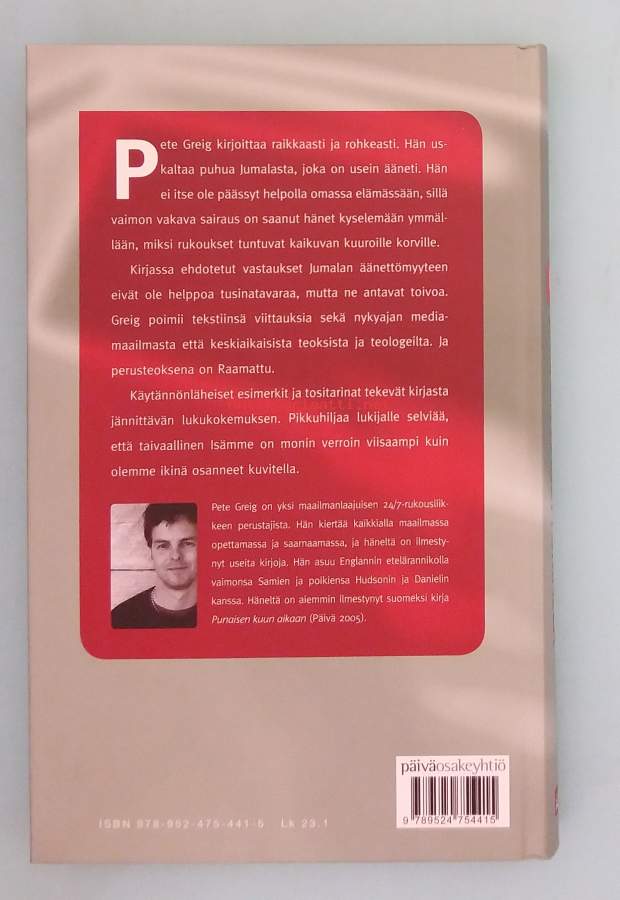 Pete Greig kirjoittaa raikkaasti ja rohkeasti. Hän us-
kaltaa puhua Jumalasta, joka on usein ääneti. Hän
ei itse ole päässyt helpolla omassa elämässään, sillä
vaimon vakava sairaus on saanut hänet kyselemään ymmäl-
lään, miksi rukoukset tuntuvat kaikuvan kuuroille korville.
Kirjassa ehdotetut vastaukset Jumalan äänettömyyteen
eivät ole helppoa tusinatavaraa, mutta ne antavat toivoa.
Greig poimii tekstiinsä viittauksia sekä nykyajan media-
maailmasta että keskiaikaisista teoksista ja teologeilta. Ja
perusteoksena on Raamattu.
Käytännönläheiset esimerkit ja tositarinat tekevät kirjasta
jännittävän lukukokemuksen. Pikkuhiljaa lukijalle selviää,
että taivaallinen Isämme on monin verroin viisaampi kuin
olemme ikinä osanneet kuvitella.
Pete Greig on yksi maailmanlaajuisen 24/7-rukousliik-
keen perustajista. Hän kiertää kaikkialla maailmassa
opettamassa ja saarnaamassa, ja häneltä on ilmesty-
nyt useita kirjoja. Hän asuu Englannin etelärannikolla
vaimonsa Samien ja poikiensa Hudsonin ja Danielin
kanssa. Häneltä on aiemmin ilmestynyt suomeksi kirja
Punaisen kuun aikaan (Päivä 2005).
päiväosakeyhtiö
ISBN 978-952-475-441-5 Lk 23.1
9 789524 754415